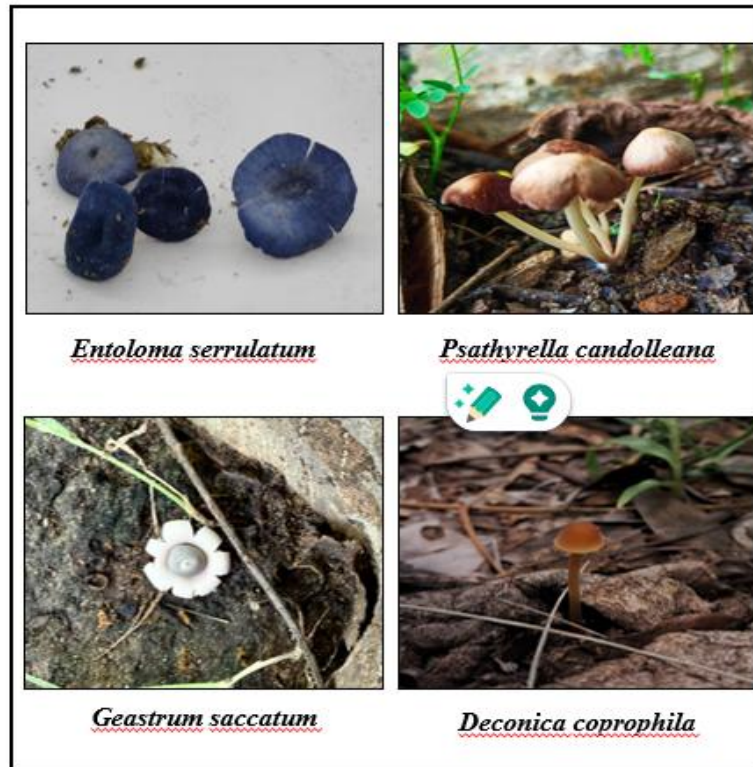 Entoloma serrulatum
Psathyrella candolleana
Geastrum saccatum
Deconica coprophila